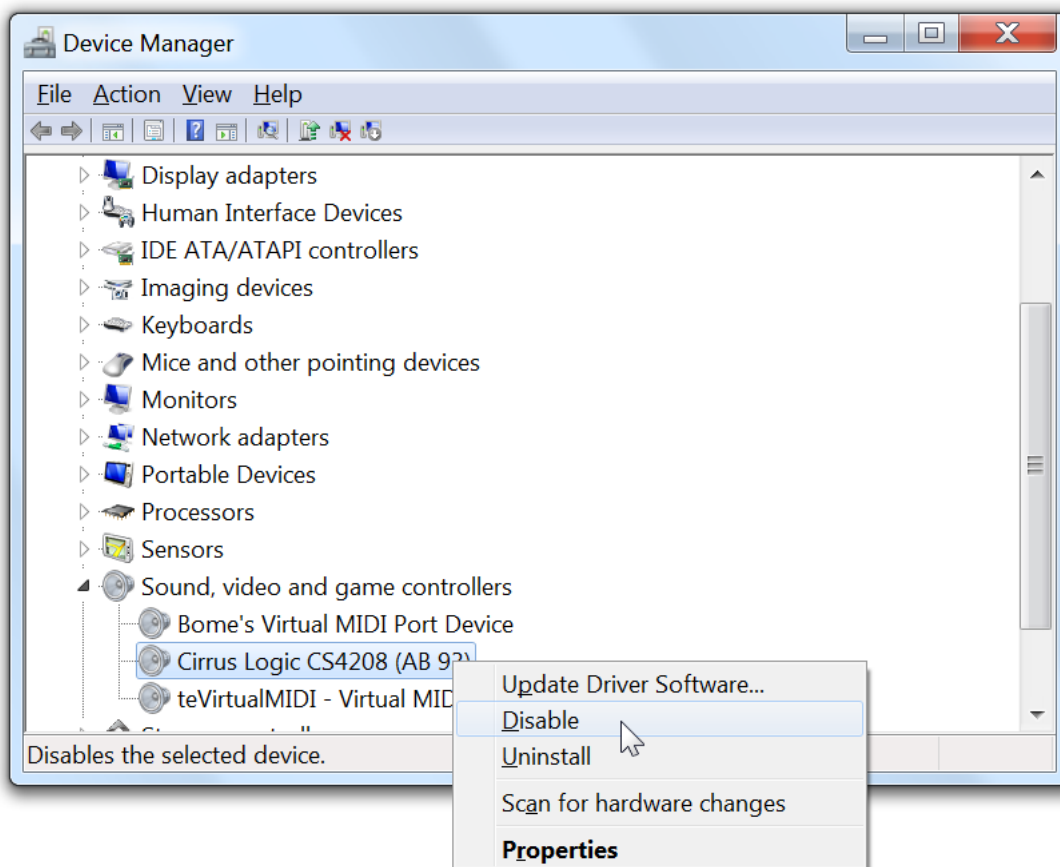 Device Manager
File Action View Help
Display adapters
Human Interface Devices
IDE ATA/ATAPI controllers
Imaging devices
Keyboards
Mice and other pointing devices
Monitors
Network adapters
Portable Devices
Processors
Sensors
Sound, video and game controllers
Bome's Virtual MIDI Port Device
Cirrus Logic CS4208 (AB
teVirtualMIDI - Virtual
Update Driver Software...
Disable
Uninstall
Scan for hardware changes
Properties
Disables the selected device.